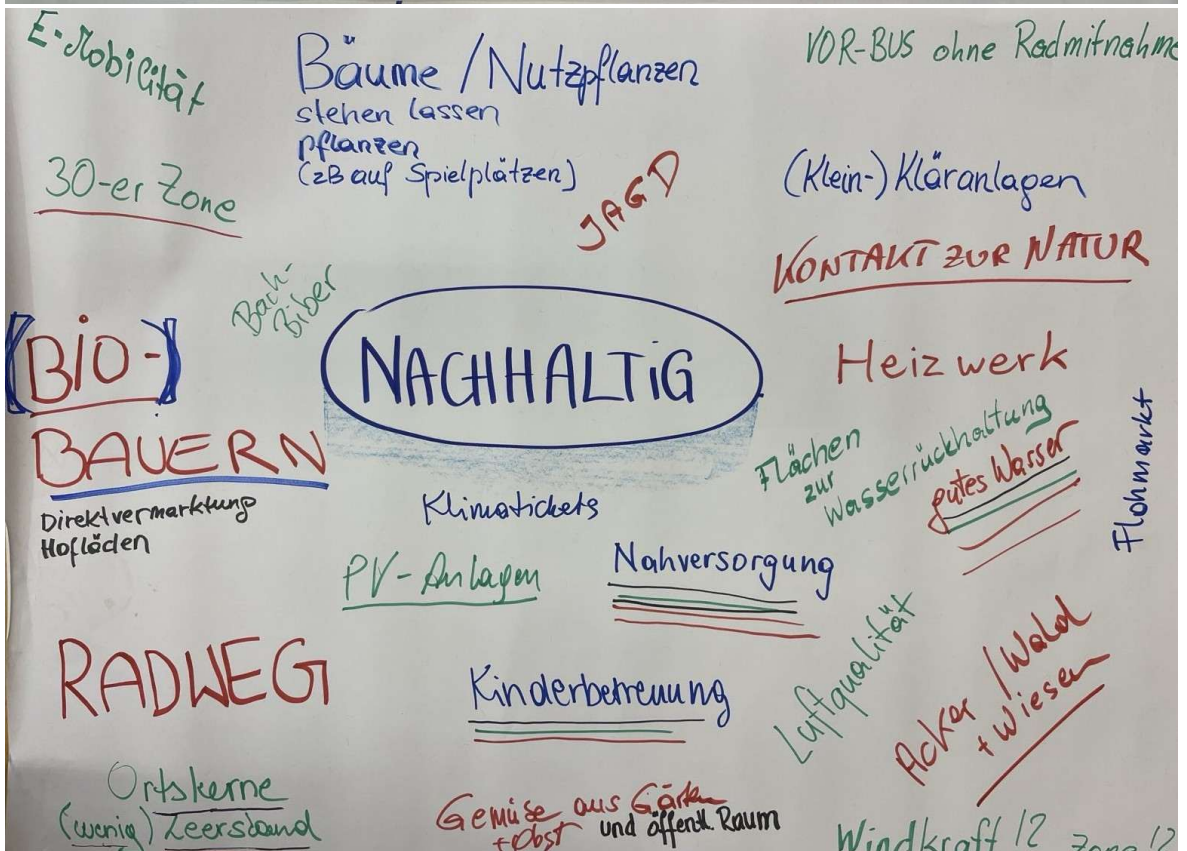 E-Mobilität
Bäume / Nutzpflanzen
stehen lassen
pflanzen
(zB auf Spielplätzen)
VOR-BUS ohne Radmitnahme
30-er Zone
JAGD
(Klein-) Kläranlagen
KONTAKT ZUR NATUR
Bach-
Biber
NACHHALTiG
Heizwerk
(BiO-)
BAUERN
Direktvermarktung
Hofläden
Klimatickets
Flächen
zur
Wasserrückhaltung
gutes Wasser
Flohmarkt
PV-Anlagen
Nahversorgung
RADWEG
Kinderbetreuung
Luftqualität
Acker / Wald
+ Wiesen
Ortskerne
(wenig) Leerstand
Gemüse aus Gärten
+ Obst und öffentl. Raum
Windkraft